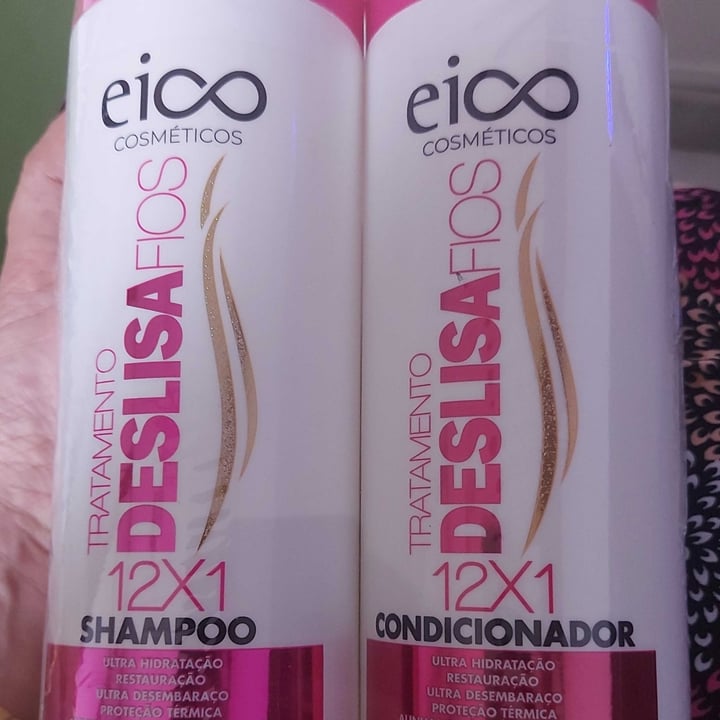 eico
COSMÉTICOS
TRATAMENTO
DESLISAFIOS
12X1
SHAMPOO
ULTRA HIDRATAÇÃO
RESTAURAÇÃO
ULTRA DESEMBARAÇO
PROTEÇÃO TÉRMICA
eico
COSMÉTICOS
TRATAMENTO
DESLISAFIOS
12X1
CONDICIONADOR
ULTRA HIDRATAÇÃO
RESTAURAÇÃO
ULTRA DESEMBARAÇO
PROTEÇÃO TÉRMICA